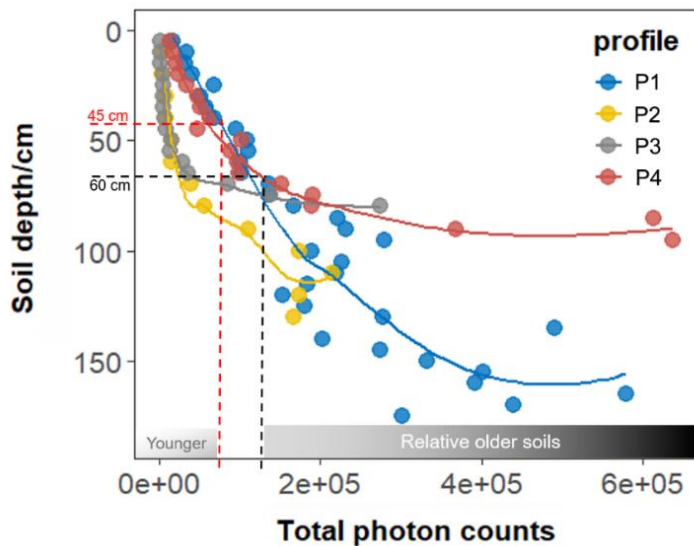 0
50
100
150
Soil depth/cm
45 cm
60 cm
profile
P1
P2
P3
P4
Younger
Relative older soils
0e+00
2e+05
4e+05
6e+05
Total photon counts